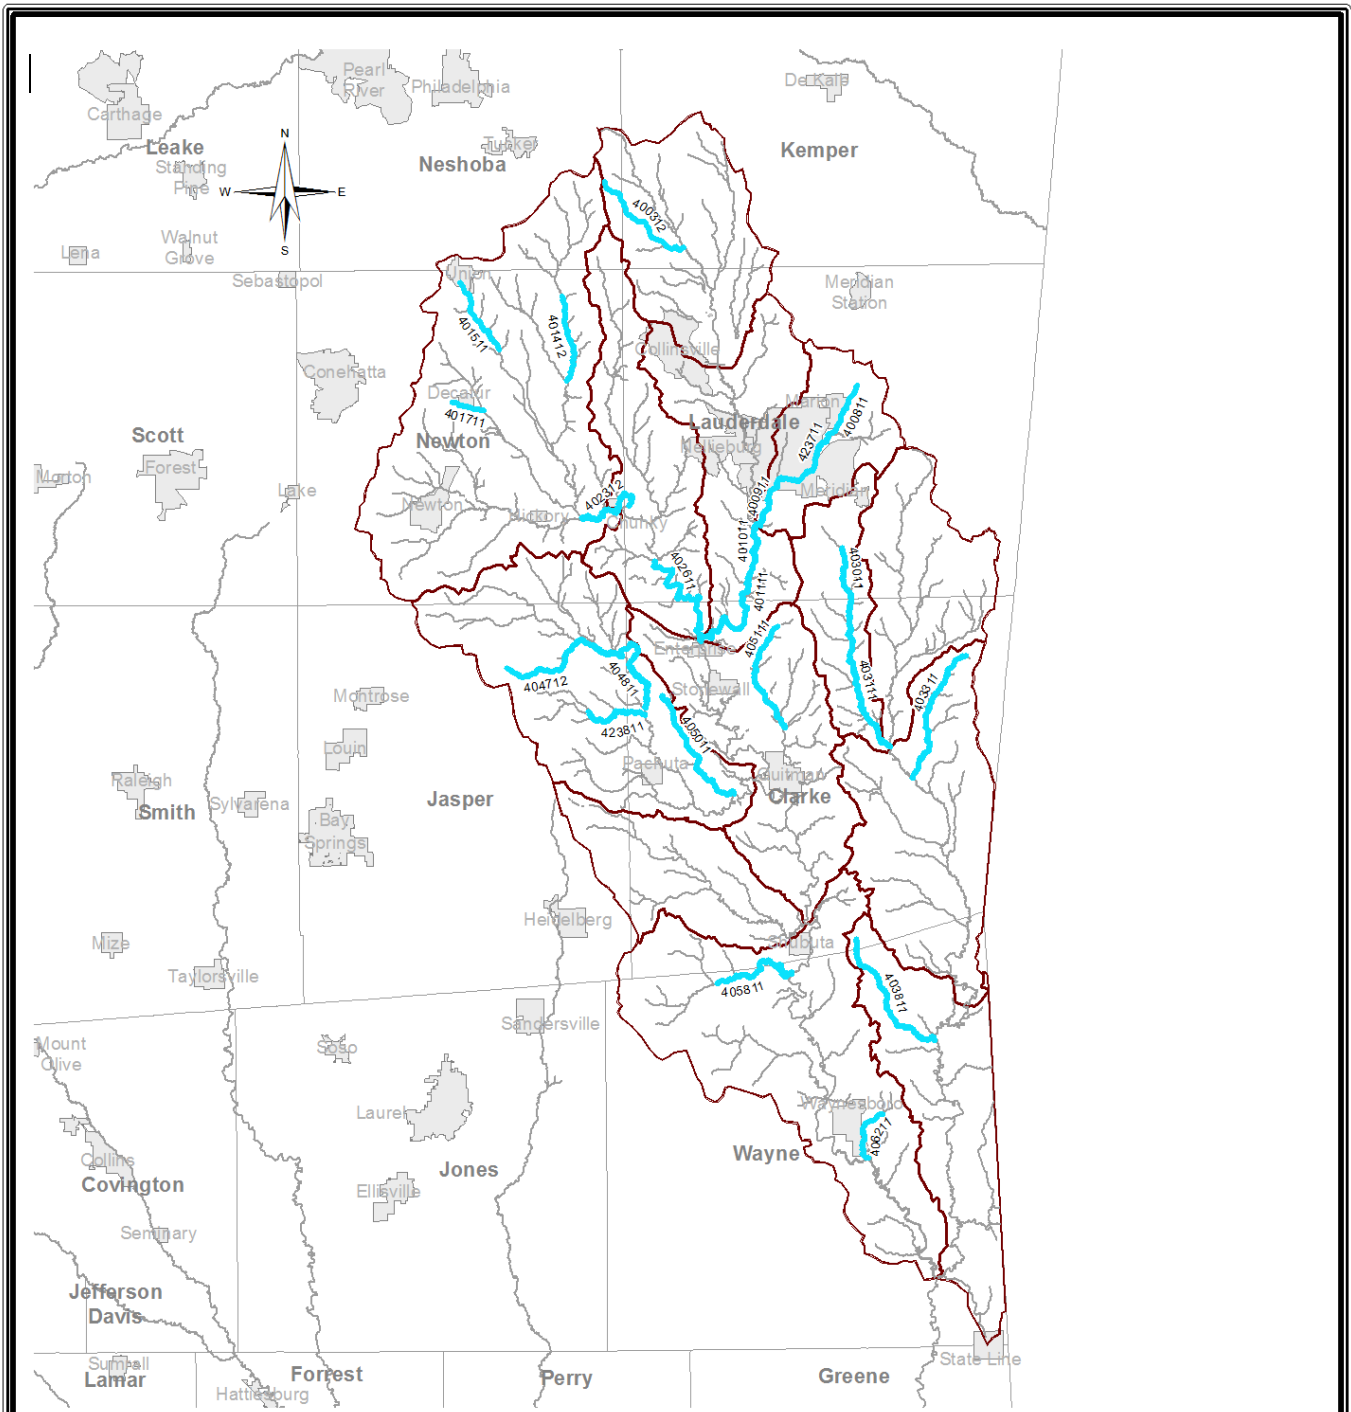 Pearl
River
Philadelphia
De Kalb
Carthage
N
Leake
Tucker
Kemper
Standing
Pine
Neshoba
W
E
400312
Walnut
Grove
S
Lena
Sebastopol
Union
Meridian
Station
401511
401412
Collinsville
Conehatta
Decatur
Marion
401711
400811
Lauderdale
Newton
423711
Scott
Nellieburg
Forest
Morton
Lake
Newton
402312
400911
Meridian
Hickory
Chunky
401011
402611
403011
401111
405111
Enterprise
404811
404712
403111
403311
Stonewall
Montrose
423811
405011
Louin
Pachuta
Quitman
Raleigh
Clarke
Jasper
Sylvarena
Smith
Bay
Springs
Heidelberg
Mize
Shubuta
Taylorsville
405811
403811
Sandersville
Mount
Olive
Soso
Laurel
Waynesboro
406211
Wayne
Collins
Jones
Covington
Ellisville
Seminary
Jefferson
Davis
State Line
Sumrall
Lamar
Forrest
Perry
Greene
Hattiesburg